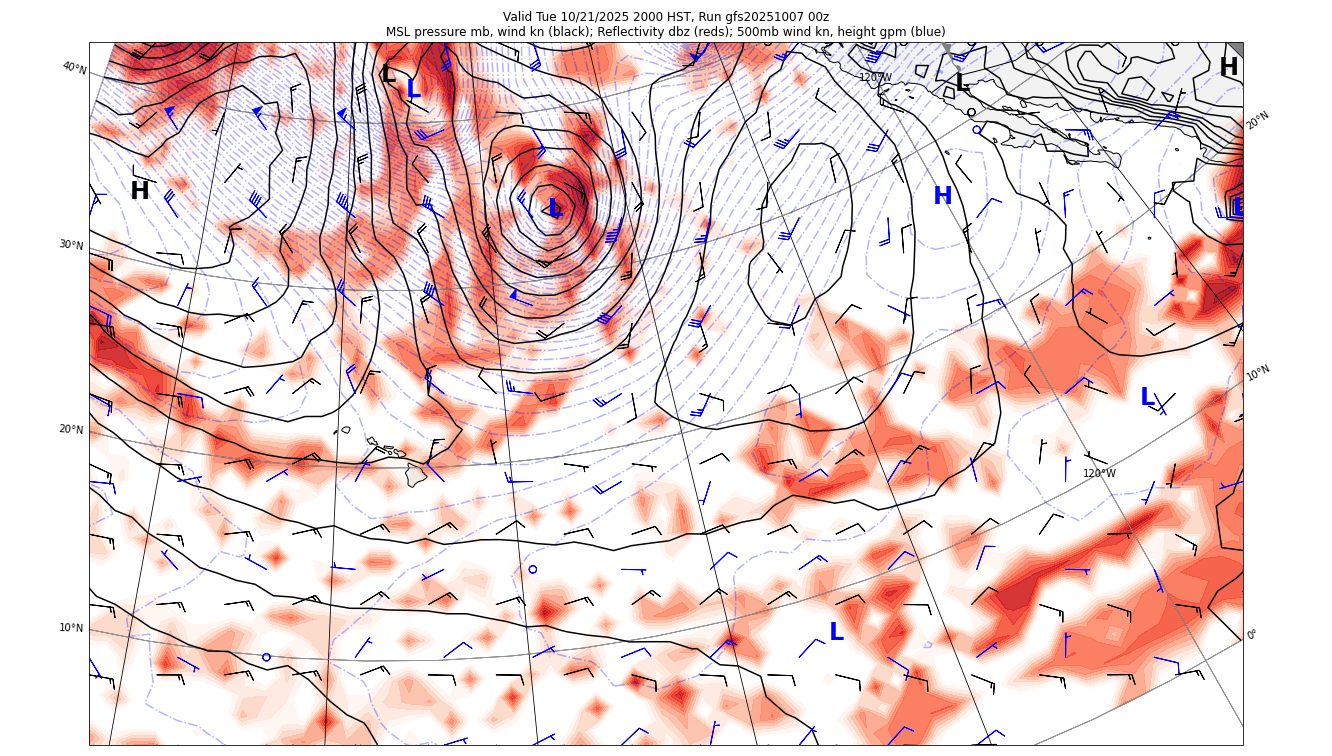 Valid Tue 10/21/2025 2000 HST, Run gfs20251007 00z
MSL pressure mb, wind kn (black); Reflectivity dbz (reds); 500mb wind kn, height gpm (blue)
40°N
L
L
120°W
L
H
20°N
H
H
L
L
30°N
L
10°N
20°N
120°W
10°N
L
0°